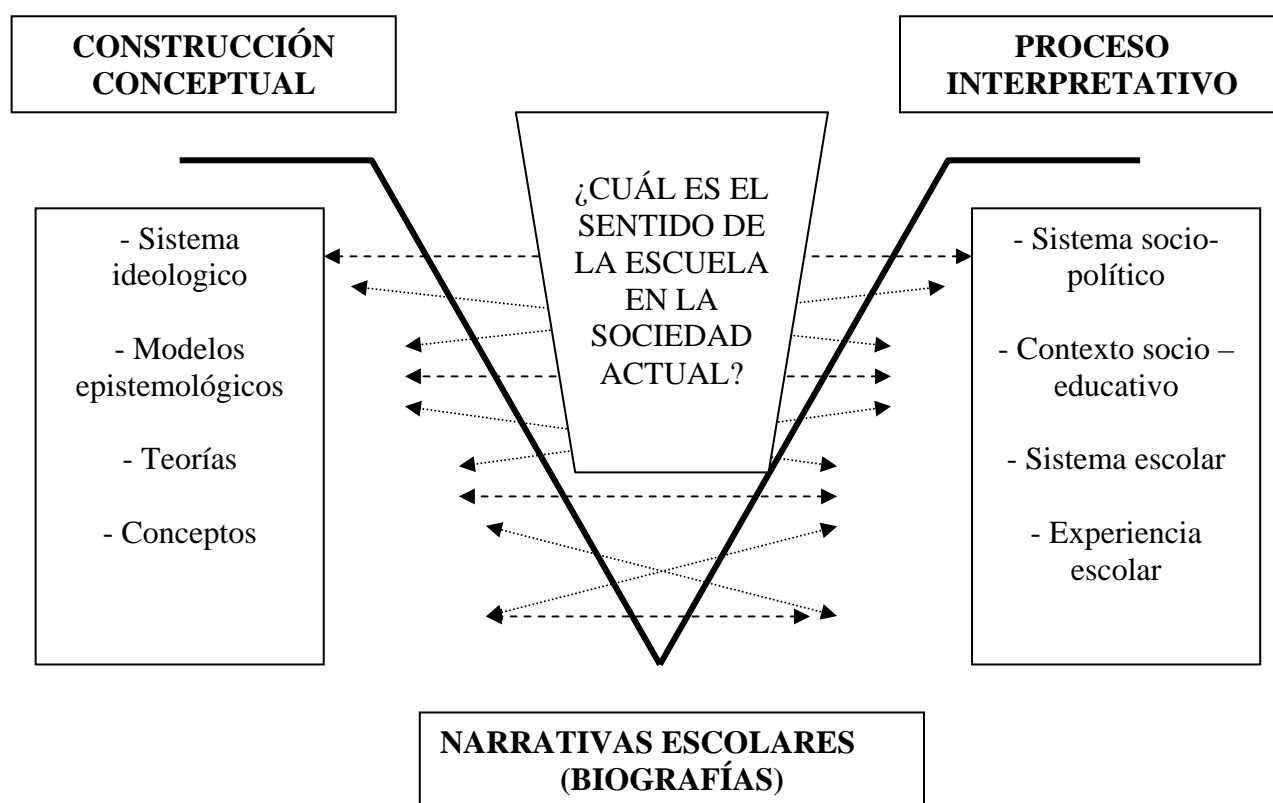 CONSTRUCCIÓN
CONCEPTUAL
PROCESO
INTERPRETATIVO
¿CUÁL ES EL
SENTIDO DE
LA ESCUELA
EN LA
SOCIEDAD
ACTUAL?
- Sistema
ideologico
- Modelos
epistemológicos
- Teorías
- Conceptos
- Sistema socio-
político
- Contexto socio –
educativo
- Sistema escolar
- Experiencia
escolar
NARRATIVAS ESCOLARES
(BIOGRAFÍAS)